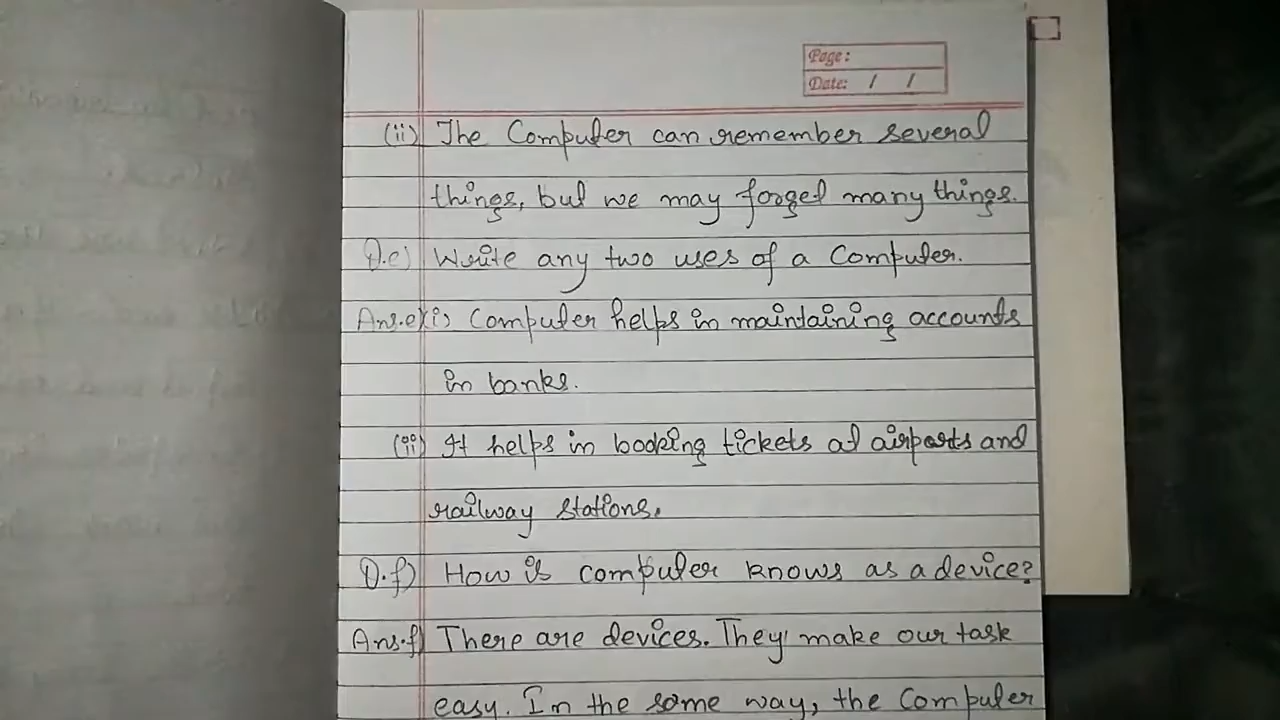 Page:
Date: / /
(ii) The Computer can remember several
things, but we may forget many things.
Q.e) Write any two uses of a Computer.
Ans.e)(i) Computer helps in maintaining accounts
in banks.
(ii) It helps in booking tickets at airports and
railway stations.
Q.f) How is computer knows as a device?
Ans.f) There are devices. They make our task
easy. In the same way, the Computer